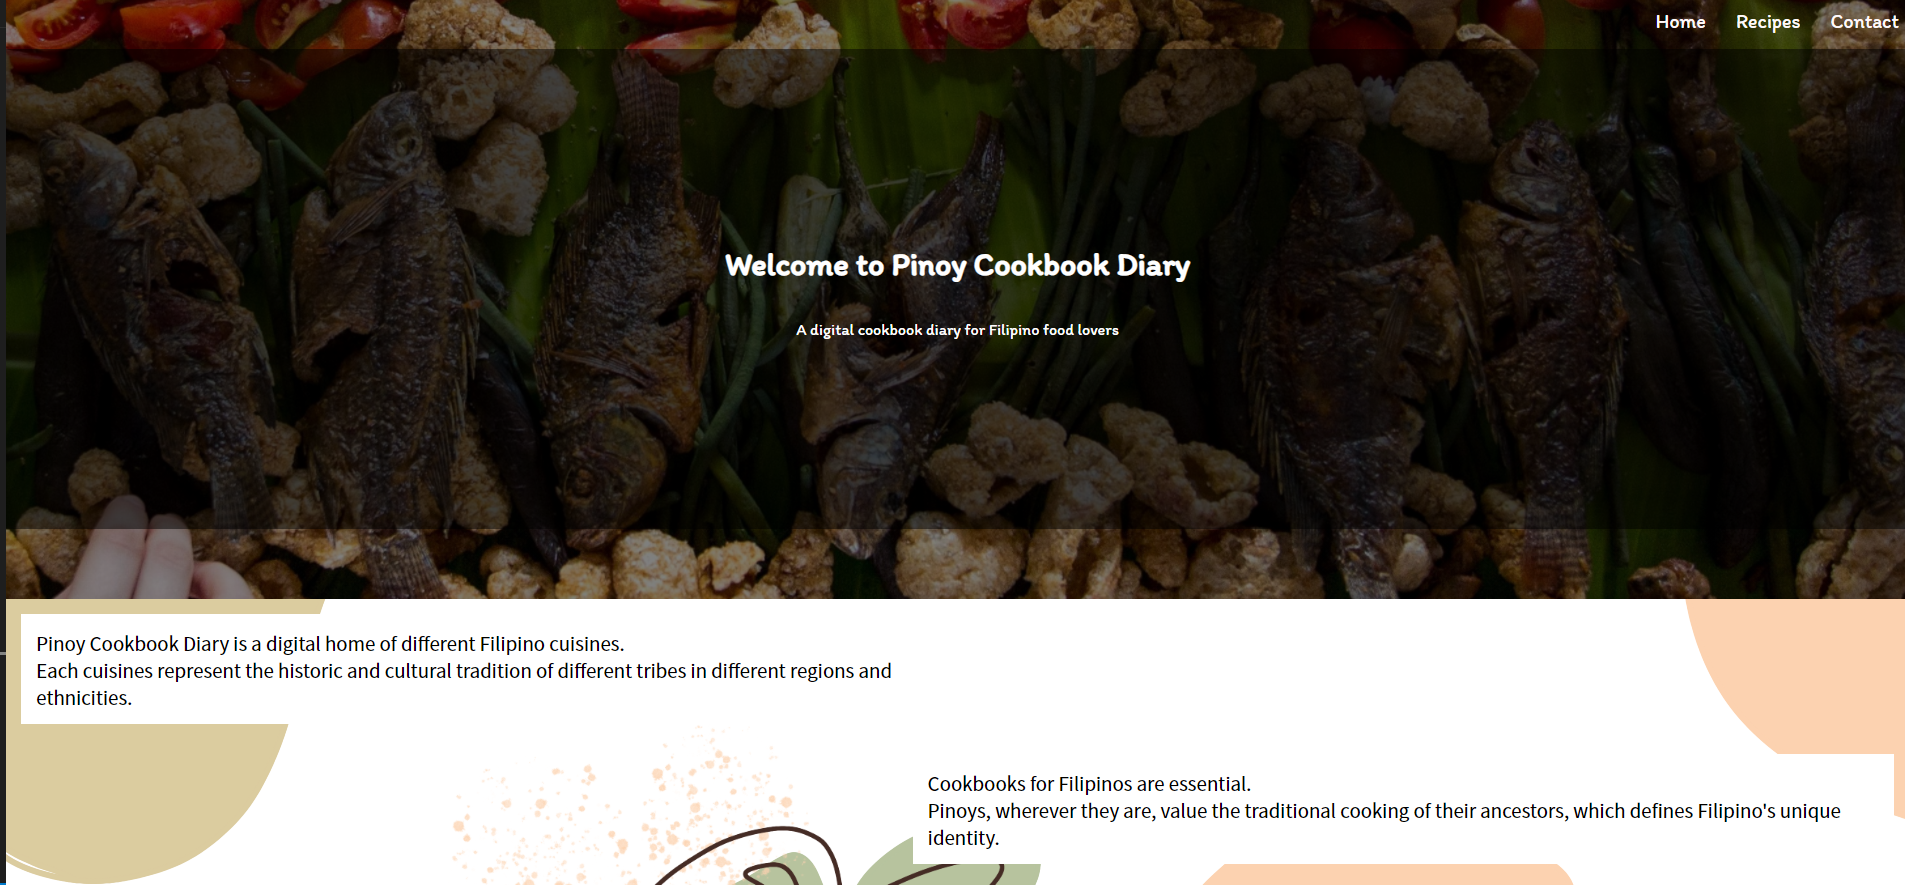 Home Recipes Contact
Welcome to Pinoy Cookbook Diary
A digital cookbook diary for Filipino food lovers
Pinoy Cookbook Diary is a digital home of different Filipino cuisines.
Each cuisines represent the historic and cultural tradition of different tribes in different regions and
ethnicities.
Cookbooks for Filipinos are essential.
Pinoys, wherever they are, value the traditional cooking of their ancestors, which defines Filipino's unique
identity.